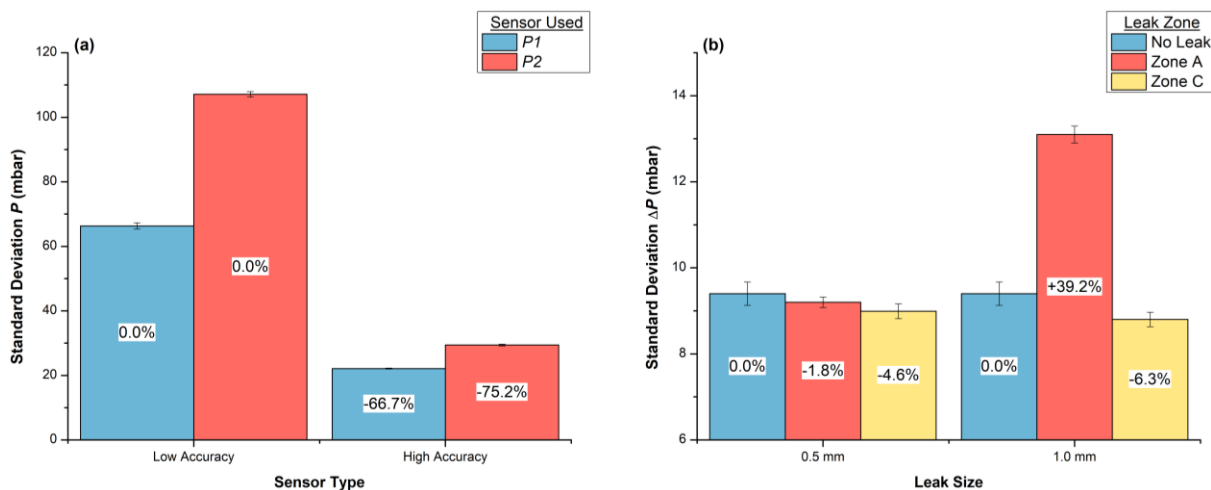 (a)
Sensor Used
P1
P2
Standard Deviation P (mbar)
120
100
80
60
40
20
0
0.0%
0.0%
-66.7%
-75.2%
Low Accuracy
High Accuracy
Sensor Type
(b)
Leak Zone
No Leak
Zone A
Zone C
Standard Deviation ΔP (mbar)
14
12
10
8
6
0.0%
-1.8%
-4.6%
0.0%
+39.2%
-6.3%
0.5 mm
1.0 mm
Leak Size